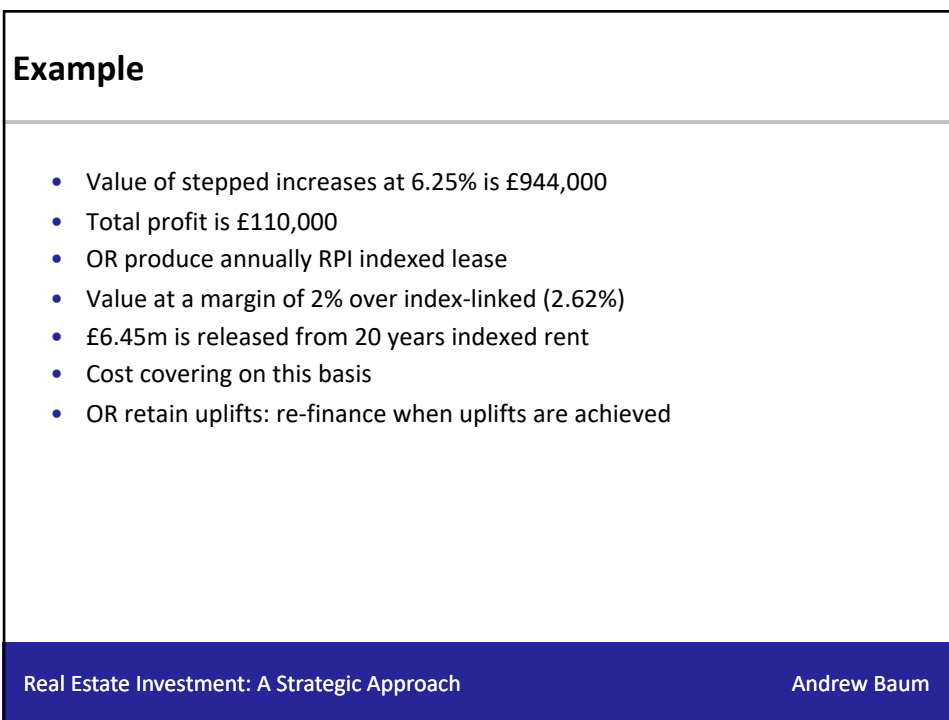 Example
• Value of stepped increases at 6.25% is £944,000
• Total profit is £110,000
• OR produce annually RPI indexed lease
• Value at a margin of 2% over index-linked (2.62%)
• £6.45m is released from 20 years indexed rent
• Cost covering on this basis
• OR retain uplifts: re-finance when uplifts are achieved
Real Estate Investment: A Strategic Approach Andrew Baum